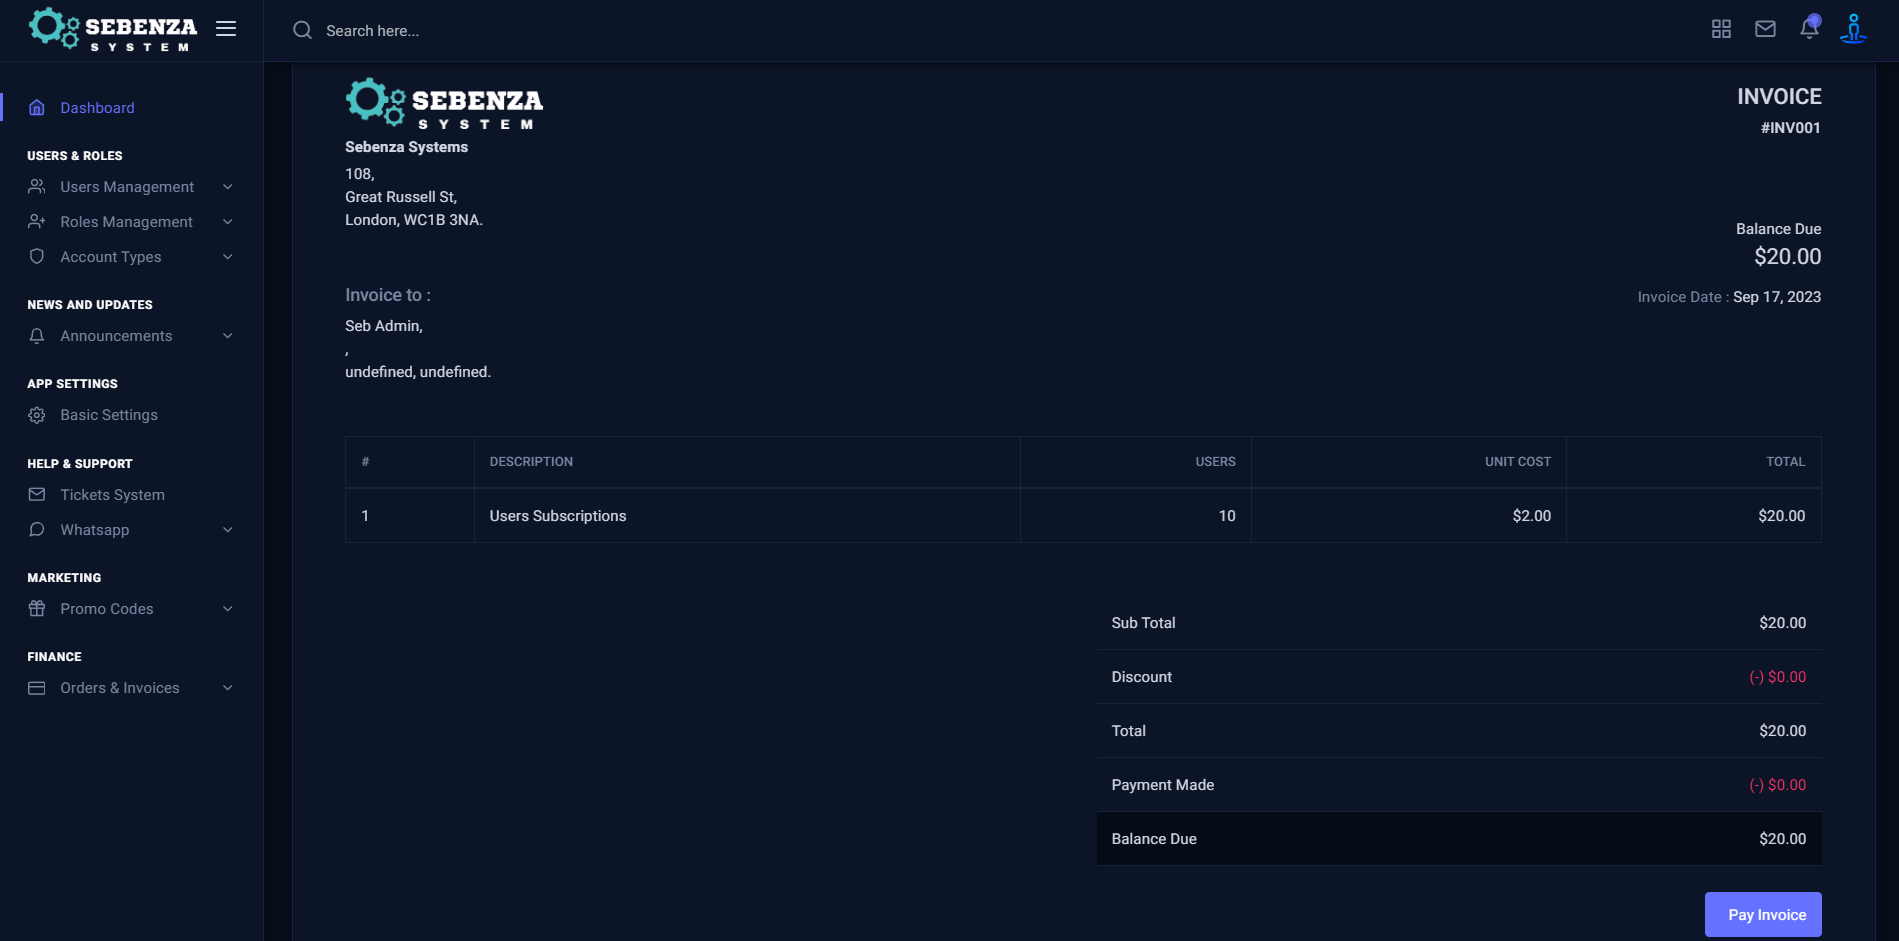 SEBENZA
SYSTEM
Search here...
Dashboard
USERS & ROLES
Users Management
Roles Management
Account Types
NEWS AND UPDATES
Announcements
APP SETTINGS
Basic Settings
HELP & SUPPORT
Tickets System
Whatsapp
MARKETING
Promo Codes
FINANCE
Orders & Invoices
SEBENZA
SYSTEM
Sebenza Systems
108,
Great Russell St,
London, WC1B 3NA.
INVOICE
#INV001
Balance Due
$20.00
Invoice to :
Seb Admin,
,
undefined, undefined.
Invoice Date : Sep 17, 2023
# DESCRIPTION USERS UNIT COST TOTAL
1 Users Subscriptions 10 $2.00 $20.00
Sub Total $20.00
Discount (-) $0.00
Total $20.00
Payment Made (-) $0.00
Balance Due $20.00
Pay Invoice